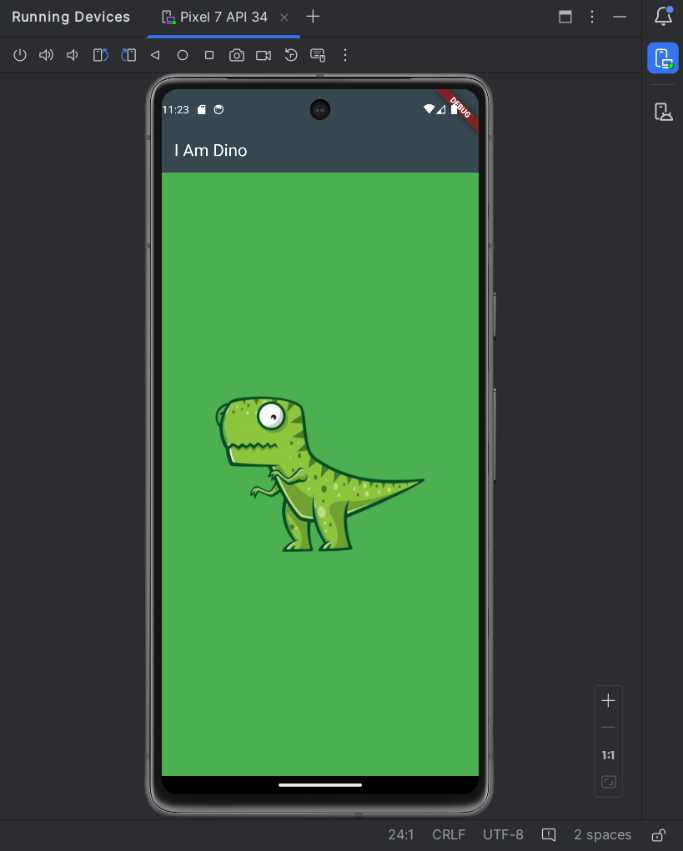 Running Devices
Pixel 7 API 34
11:23
DEBUG
I Am Dino
1:1
24:1 CRLF UTF-8 2 spaces